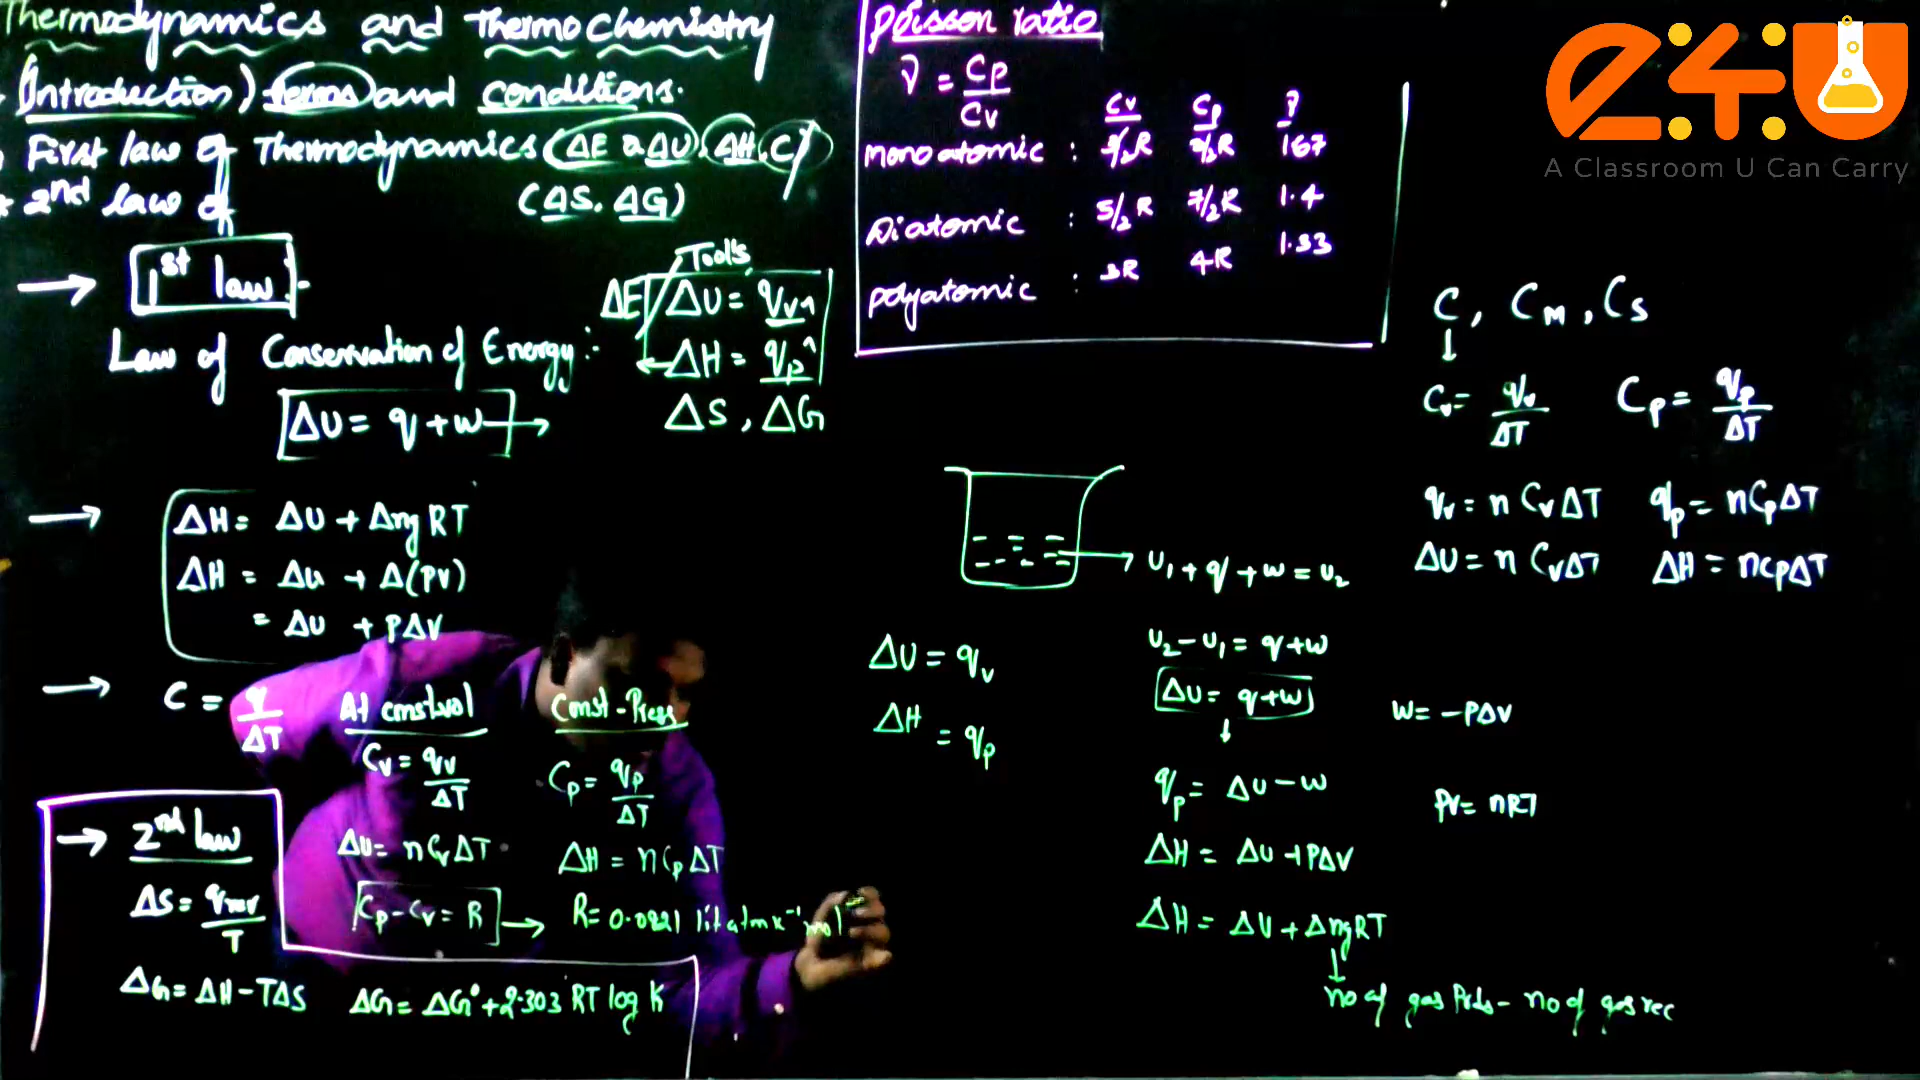 Thermodynamics and Thermochemistry
(Introduction) terms and conditions.
First law of Thermodynamics (ΔE or ΔU), ΔH, C
2nd law of (ΔS, ΔG)
1st law :-
Law of Conservation of Energy :-
ΔU = q + w
Tools
ΔE ΔU = qv
ΔH = qp
ΔS, ΔG
ΔH = ΔU + Δng RT
ΔH = ΔU + Δ(PV)
= ΔU + PΔV
C = q/ΔT
At const vol
Cv = qv/ΔT
ΔU = nCvΔT
Const-Press
Cp = qp/ΔT
ΔH = nCpΔT
Cp - Cv = R → R = 0.0821 lit atm K⁻¹ mol⁻
2nd law
ΔS = qrev/T
ΔG = ΔH - TΔS
ΔG = ΔG° + 2.303 RT log K
Poisson ratio
γ = Cp/Cv
Cv Cp γ
Monoatomic : 3/2R 5/2R 1.67
Diatomic : 5/2 R 7/2 R 1.4
polyatomic : 3R 4R 1.33
C, CM, Cs
Cv = qv/ΔT Cp = qp/ΔT
qv = n CvΔT qp = nCpΔT
ΔU = n CvΔT ΔH = nCpΔT
U1 + q + w = U2
U2 - U1 = q + w
ΔU = q + w
ΔU = qv
ΔH = qp
w = -PΔV
qp = ΔU - w
PV = nRT
ΔH = ΔU + PΔV
ΔH = ΔU + ΔngRT
no of gas Prds - no of gas rec
e4U
A Classroom U Can Carry